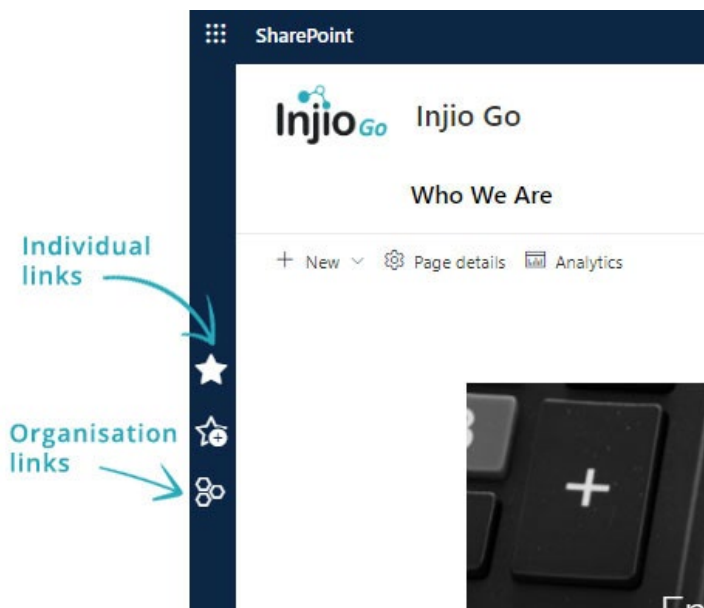 SharePoint
Injio Go Injio Go
Who We Are
Individual
links
+ New Page details Analytics
Organisation
links